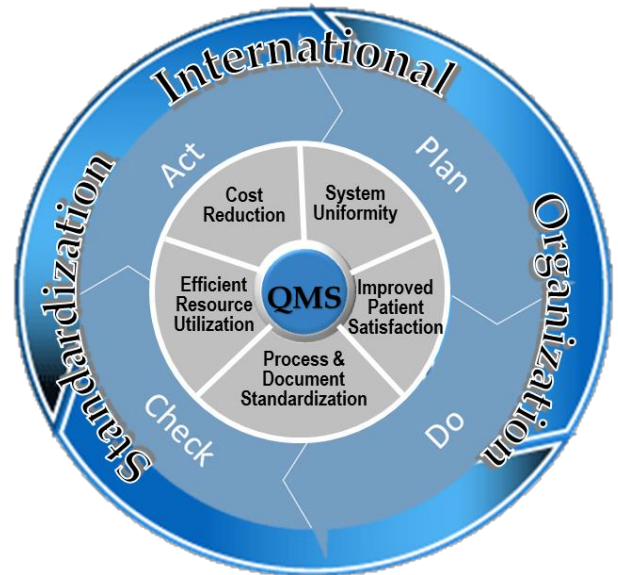 International
Organization
Standardization
Plan
Do
Check
Act
System
Uniformity
Improved
Patient
Satisfaction
Process &
Document
Standardization
Efficient
Resource
Utilization
Cost
Reduction
QMS